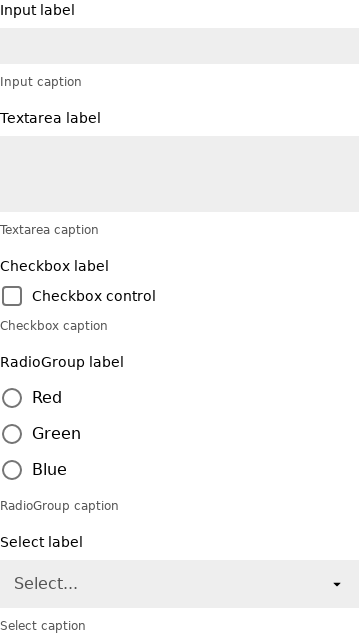 Input label
Input caption
Textarea label
Textarea caption
Checkbox label
Checkbox control
Checkbox caption
RadioGroup label
Red
Green
Blue
RadioGroup caption
Select label
Select...
Select caption